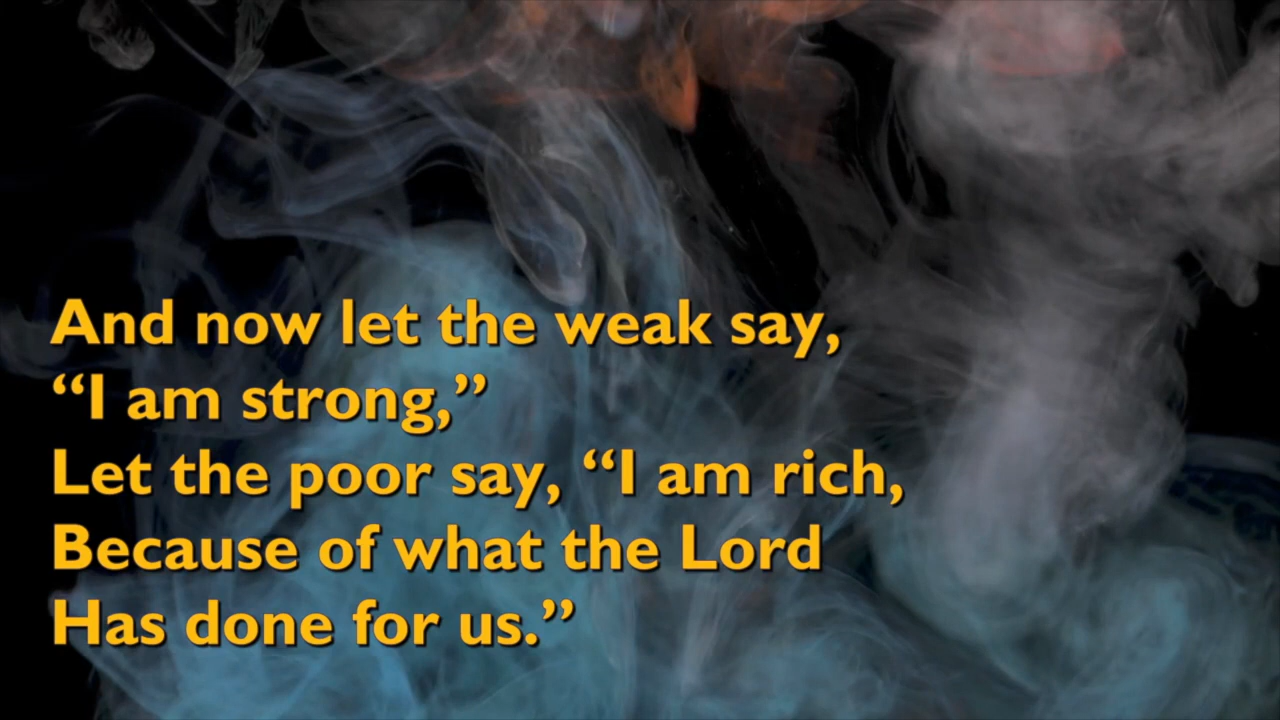 And now let the weak say,
“I am strong,”
Let the poor say, “I am rich,
Because of what the Lord
Has done for us.”